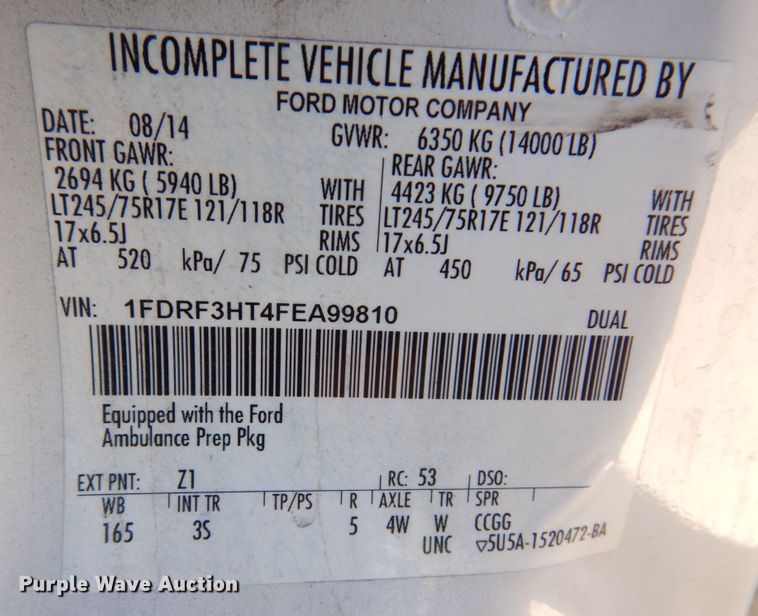 INCOMPLETE VEHICLE MANUFACTURED BY
FORD MOTOR COMPANY
DATE: 08/14 GVWR: 6350 KG (14000 LB)
FRONT GAWR: REAR GAWR:
2694 KG ( 5940 LB) WITH 4423 KG ( 9750 LB) WITH
LT245/75R17E 121/118R TIRES LT245/75R17E 121/118R TIRES
17x6.5J RIMS 17x6.5J RIMS
AT 520 kPa/ 75 PSI COLD AT 450 kPa/ 65 PSI COLD
VIN: 1FDRF3HT4FEA99810 DUAL
Equipped with the Ford
Ambulance Prep Pkg
EXT PNT: Z1 RC: 53 DSO:
WB INT TR TP/PS R AXLE TR SPR
165 3S 5 4W W CCGG
UNC ▽5U5A-1520472-BA
Purple Wave Auction